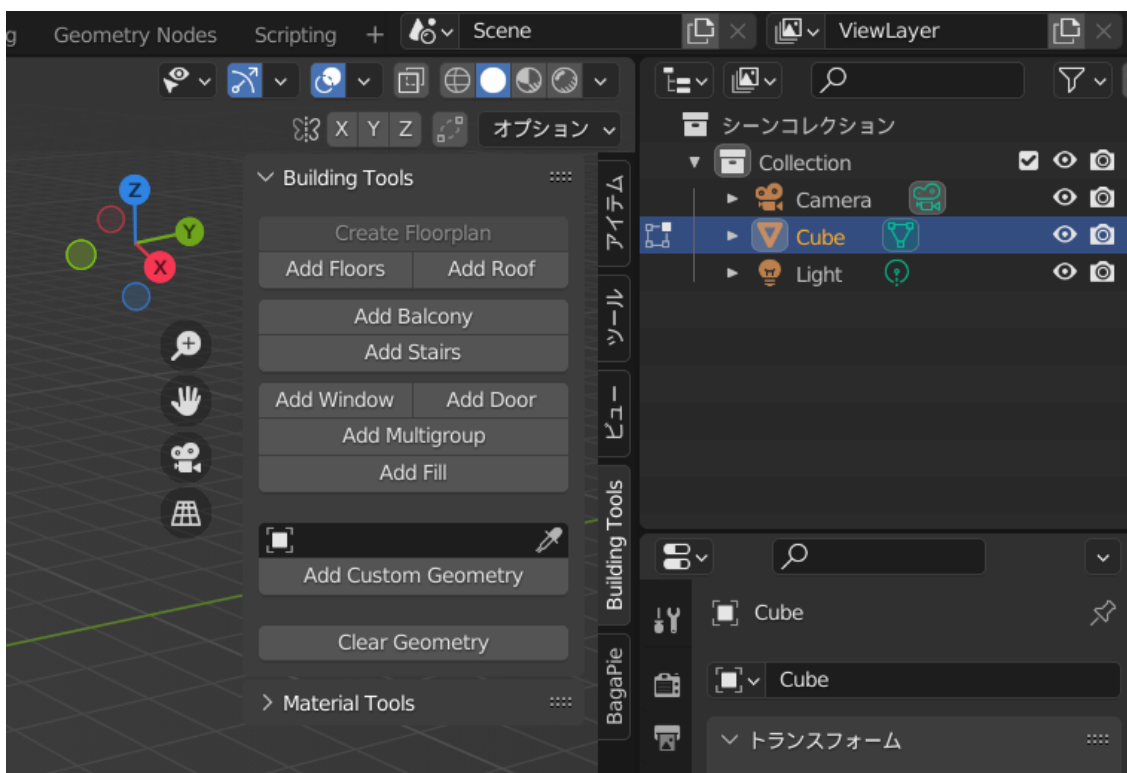 g Geometry Nodes Scripting + Scene ViewLayer
X Y Z オプション
シーンコレクション
Collection
Camera
Cube
Light
Z
Y
X
Building Tools
Create Floorplan
Add Floors Add Roof
Add Balcony
Add Stairs
Add Window Add Door
Add Multigroup
Add Fill
Add Custom Geometry
Clear Geometry
Material Tools
アイテム
ツール
ビュー
Building Tools
BagaPie
Cube
Cube
トランスフォーム